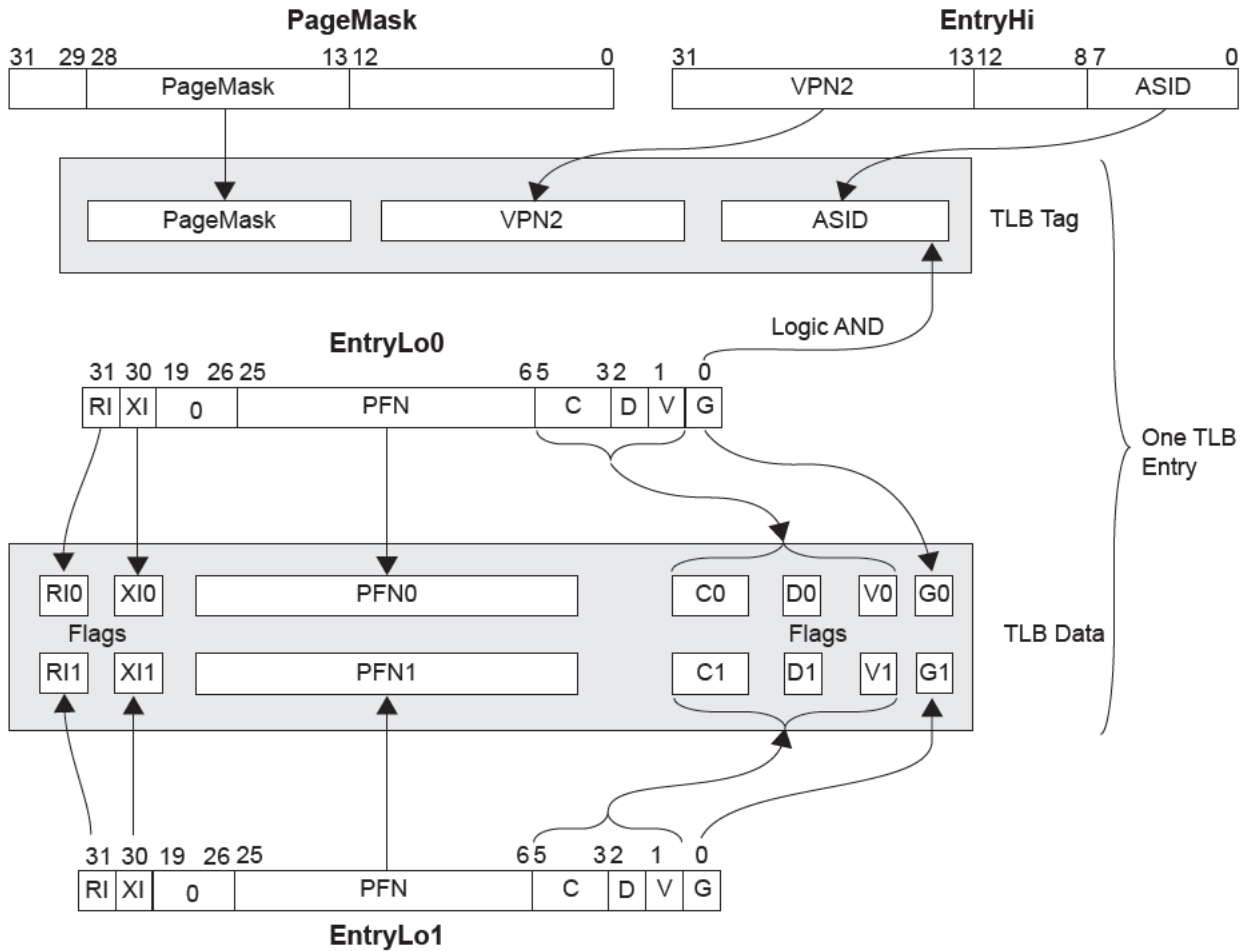 PageMask EntryHi
31 29 28 13 12 0 31 13 12 8 7 0
PageMask VPN2 ASID
PageMask VPN2 ASID TLB Tag
Logic AND
EntryLo0
31 30 19 26 25 6 5 3 2 1 0
RI XI 0 PFN C D V G
One TLB
Entry
RI0 XI0 PFN0 C0 D0 V0 G0
Flags Flags TLB Data
RI1 XI1 PFN1 C1 D1 V1 G1
31 30 19 26 25 6 5 3 2 1 0
RI XI 0 PFN C D V G
EntryLo1